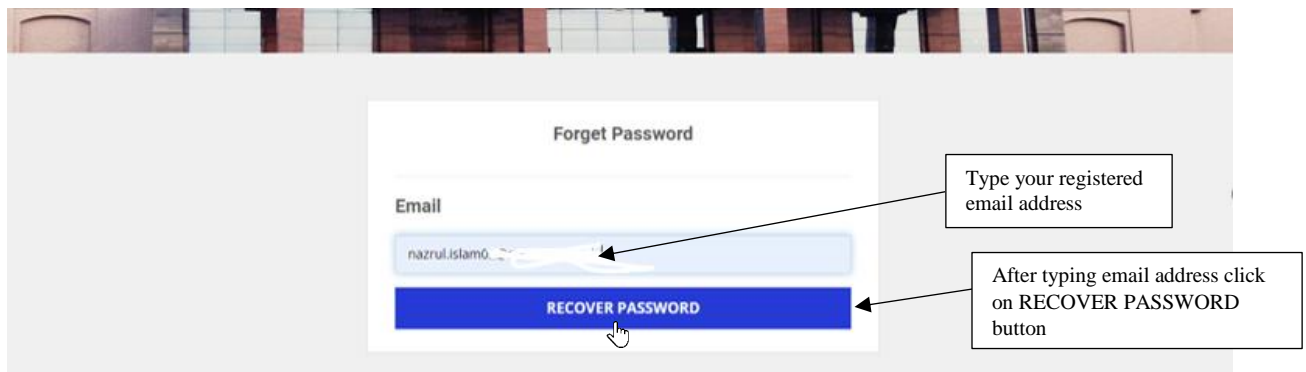 Forget Password
Email
nazrul.islam0
RECOVER PASSWORD
Type your registered
email address
After typing email address click
on RECOVER PASSWORD
button